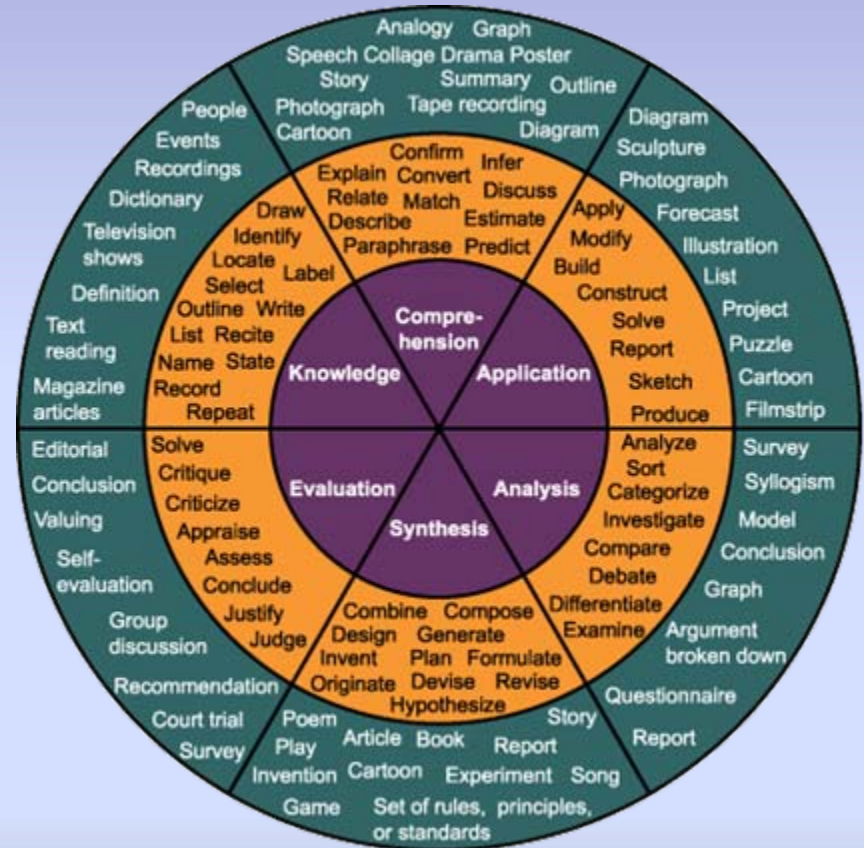 Analogy Graph
Speech Collage Drama Poster
Story Summary Outline
Photograph Tape recording
Cartoon Diagram
Confirm Infer
Explain Convert
Relate Match Discuss
Describe Estimate
Paraphrase Predict
Compre-
hension
Diagram
Sculpture
Photograph
Forecast
Illustration
List
Project
Puzzle
Cartoon
Filmstrip
Apply
Modify
Build
Construct
Solve
Report
Sketch
Produce
Application
Survey
Syllogism
Model
Conclusion
Graph
Argument
broken down
Questionnaire
Report
Analyze
Sort
Categorize
Investigate
Compare
Debate
Differentiate
Examine
Analysis
Synthesis
Combine Compose
Design Generate
Invent Plan Formulate
Originate Devise Revise
Hypothesize
Poem Story
Play Article Book Report
Invention Cartoon Experiment Song
Game Set of rules, principles,
or standards
Evaluation
Solve
Critique
Criticize
Appraise
Assess
Conclude
Justify
Judge
Editorial
Conclusion
Valuing
Self-
evaluation
Group
discussion
Recommendation
Court trial
Survey
Knowledge
Draw
Identify
Locate
Select Label
Outline Write
List Recite
Name State
Record
Repeat
People
Events
Recordings
Dictionary
Television
shows
Definition
Text
reading
Magazine
articles